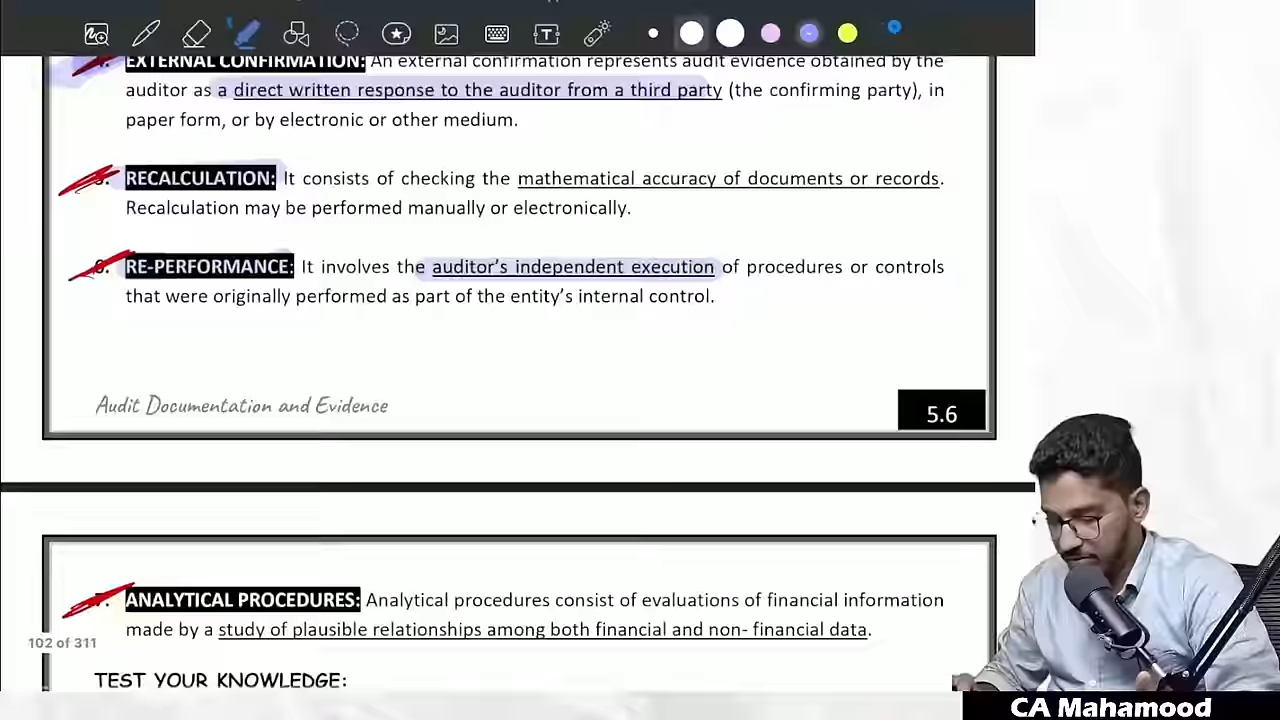 EXTERNAL CONFIRMATION: An external confirmation represents audit evidence obtained by the
auditor as a direct written response to the auditor from a third party (the confirming party), in
paper form, or by electronic or other medium.
RECALCULATION: It consists of checking the mathematical accuracy of documents or records.
Recalculation may be performed manually or electronically.
RE-PERFORMANCE: It involves the auditor's independent execution of procedures or controls
that were originally performed as part of the entity's internal control.
Audit Documentation and Evidence
5.6
ANALYTICAL PROCEDURES: Analytical procedures consist of evaluations of financial information
made by a study of plausible relationships among both financial and non- financial data.
102 of 311
TEST YOUR KNOWLEDGE:
CA Mahamood